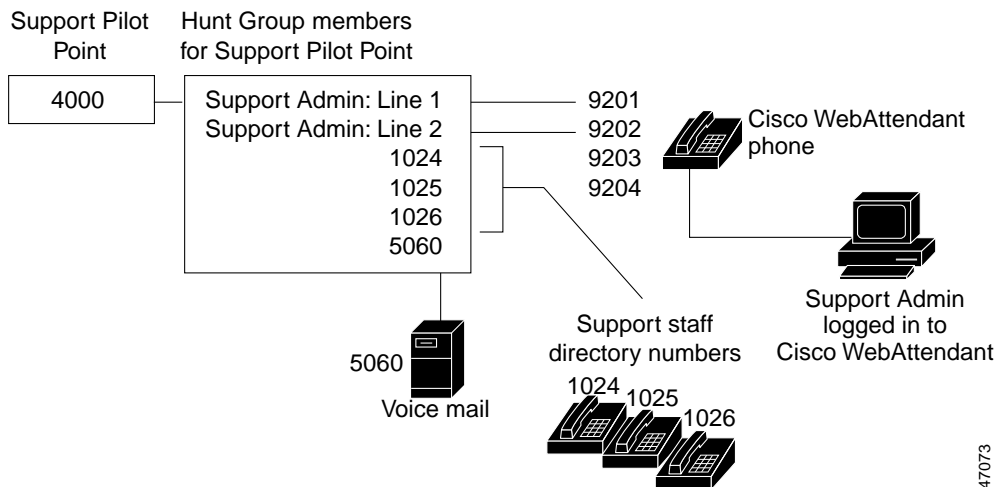 Support Pilot
Point
Hunt Group members
for Support Pilot Point
4000
Support Admin: Line 1
Support Admin: Line 2
1024
1025
1026
5060
9201
9202
9203
9204
Cisco WebAttendant
phone
Support Admin
logged in to
Cisco WebAttendant
5060
Voice mail
Support staff
directory numbers
1024
1025
1026
47073